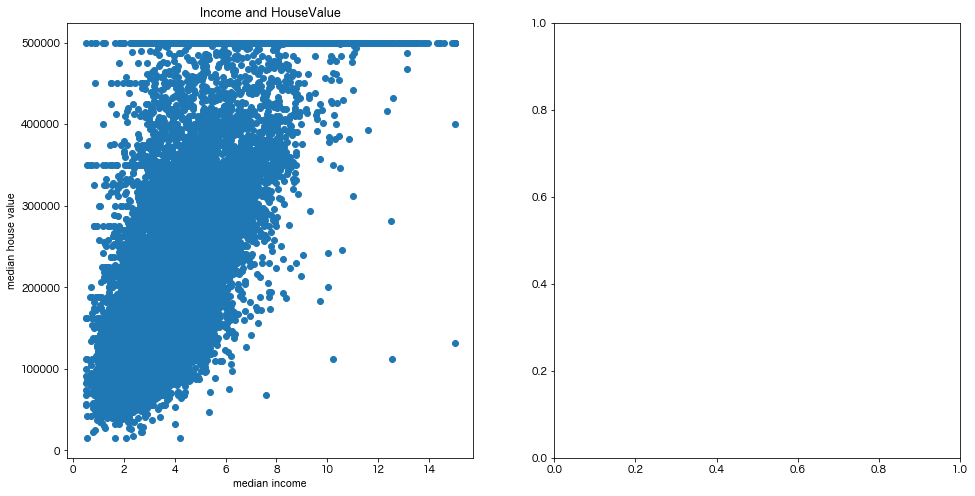 Income and HouseValue
500000
400000
300000
200000
100000
0
median house value
0 2 4 6 8 10 12 14
median income
1.0
0.8
0.6
0.4
0.2
0.0
0.0 0.2 0.4 0.6 0.8 1.0